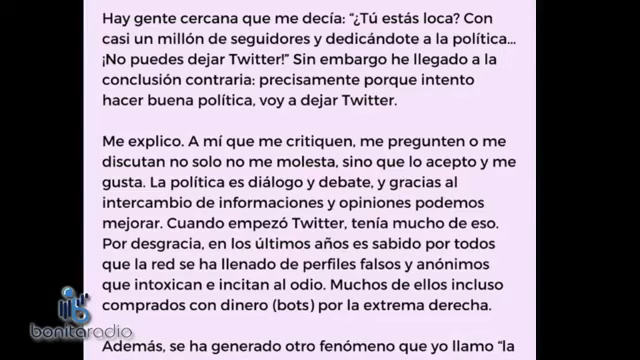 Hay gente cercana que me decía: “¿Tú estás loca? Con
casi un millón de seguidores y dedicándote a la política...
¡No puedes dejar Twitter!” Sin embargo he llegado a la
conclusión contraria: precisamente porque intento
hacer buena política, voy a dejar Twitter.
Me explico. A mí que me critiquen, me pregunten o me
discutan no solo no me molesta, sino que lo acepto y me
gusta. La política es diálogo y debate, y gracias al
intercambio de informaciones y opiniones podemos
mejorar. Cuando empezó Twitter, tenía mucho de eso.
Por desgracia, en los últimos años es sabido por todos
que la red se ha llenado de perfiles falsos y anónimos
que intoxican e incitan al odio. Muchos de ellos incluso
comprados con dinero (bots) por la extrema derecha.
Además, se ha generado otro fenómeno que yo llamo “la
bonitaradio